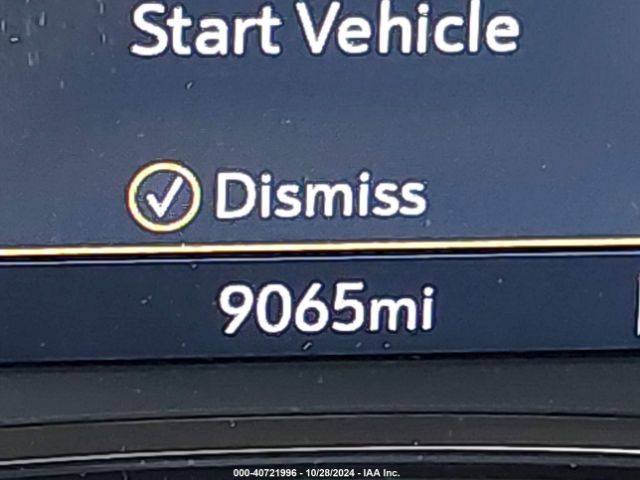 Start Vehicle
Dismiss
9065mi
000-40721996 - 10/28/2024 - IAA Inc.